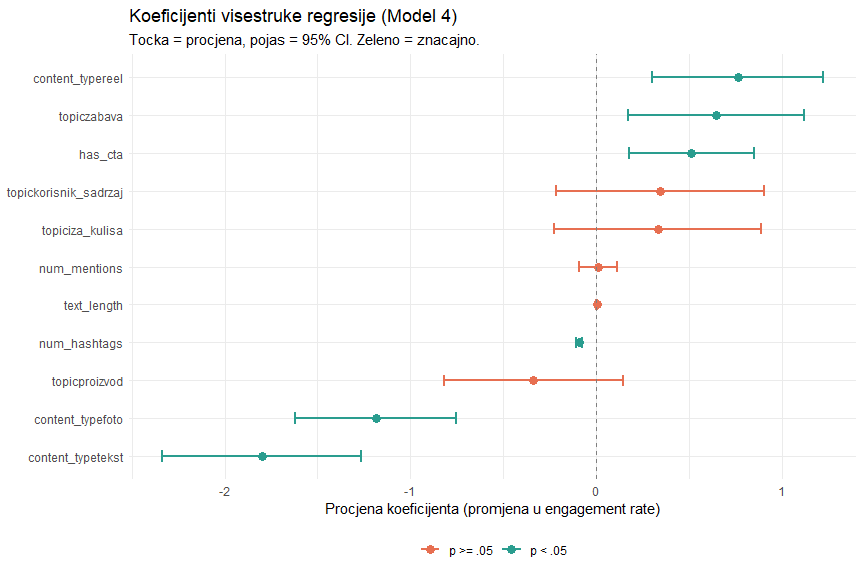 Koeficijenti visestruke regresije (Model 4)
Tocka = procjena, pojas = 95% CI. Zeleno = znacajno.
content_typereel
topiczabava
has_cta
topickorisnik_sadrzaj
topiciza_kulisa
num_mentions
text_length
num_hashtags
topicproizvod
content_typefoto
content_typetekst
-2 -1 0 1
Procjena koeficijenta (promjena u engagement rate)
p >= .05 p < .05